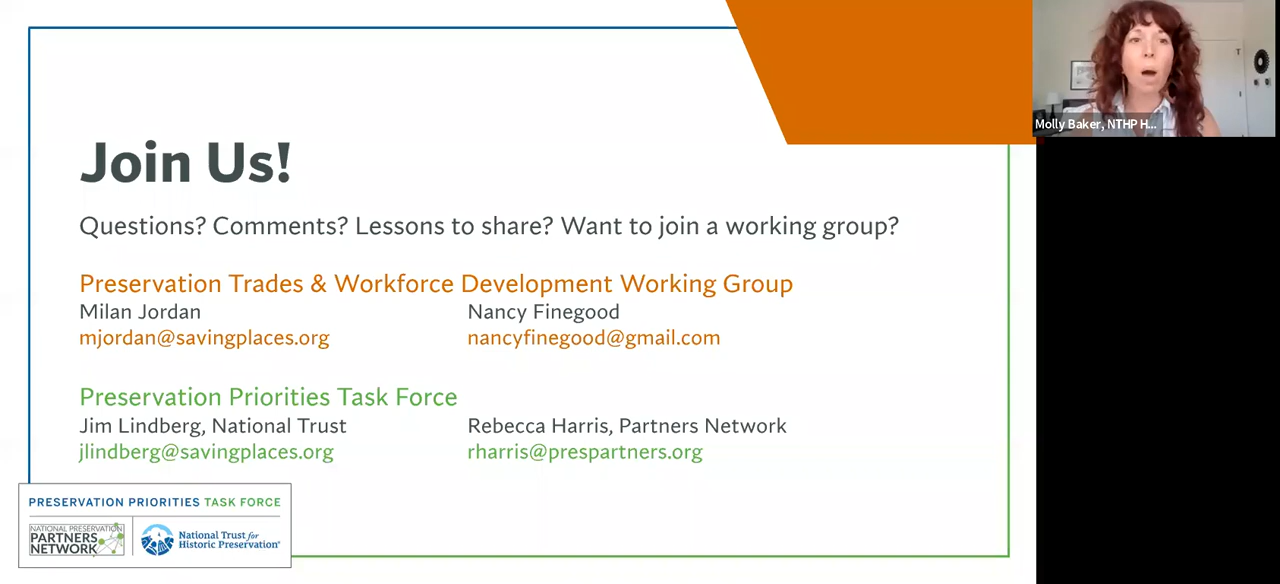 Molly Baker, NTHP H...
Join Us!
Questions? Comments? Lessons to share? Want to join a working group?
Preservation Trades & Workforce Development Working Group
Milan Jordan
Nancy Finegood
mjordan@savingplaces.org
nancyfinegood@gmail.com
Preservation Priorities Task Force
Jim Lindberg, National Trust
Rebecca Harris, Partners Network
jlindberg@savingplaces.org
rharris@prespartners.org
PRESERVATION PRIORITIES TASK FORCE
NATIONAL PRESERVATION
PARTNERS
NETWORK
National Trust for
Historic Preservation®